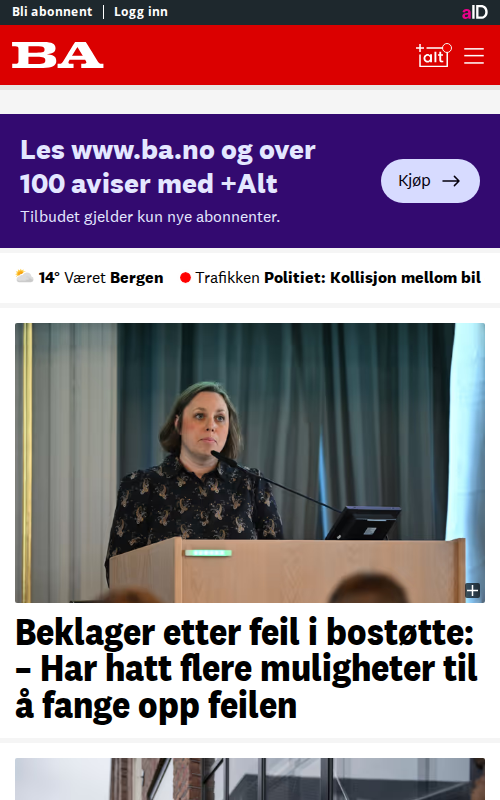 Bli abonnent
Logg inn
aID
BA
+alt
Les www.ba.no og over
100 aviser med +Alt
Tilbudet gjelder kun nye abonnenter.
Kjøp
14° Været Bergen
Trafikken Politiet: Kollisjon mellom bil
Beklager etter feil i bostøtte:
– Har hatt flere muligheter til
å fange opp feilen